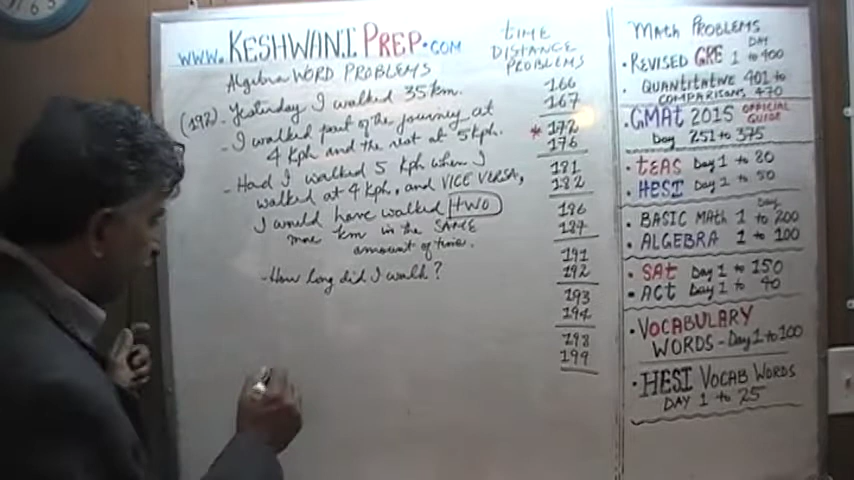 www.KESHWANI PREP.COM
Algebra WORD PROBLEMS
(192) - Yesterday I walked 35 km.
- I walked part of the journey at
4 kph and the rest at 5 kph.
- Had I walked 5 kph when I
walked at 4 kph, and VICE VERSA,
I would have walked TWO
more km in the SAME
amount of time.
- How long did I walk?
TIME
DISTANCE
PROBLEMS
166
167
* 172
176
181
182
186
187
191
192
193
194
198
199
MATH PROBLEMS
• REVISED GRE DAY 1 to 400
• QUANTITATIVE 401 to
COMPARISONS 470
• GMAT 2015 OFFICIAL GUIDE
Day 251 to 375
• TEAS Day 1 to 20
• HESI Day 1 to 50
Day
• BASIC MATH 1 to 200
• ALGEBRA 1 to 100
• SAT Day 1 to 150
• ACT Day 1 to 40
• VOCABULARY
WORDS - Day 1 to 100
• HESI VOCAB WORDS
DAY 1 to 25